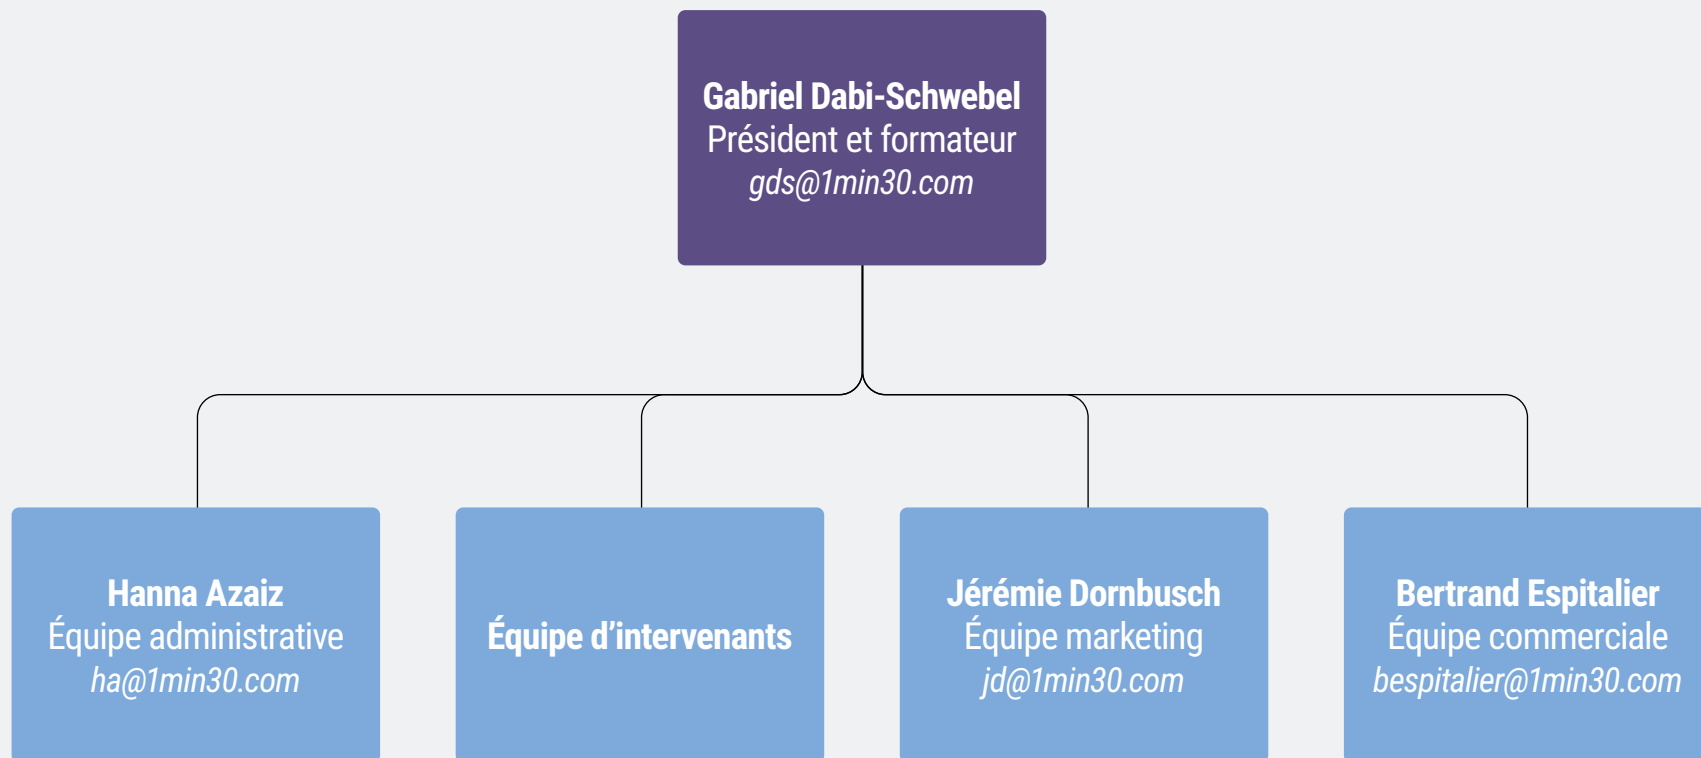 Gabriel Dabi-Schwebel
Président et formateur
gds@1min30.com
Hanna Azaiz
Équipe administrative
ha@1min30.com
Équipe d’intervenants
Jérémie Dornbusch
Équipe marketing
jd@1min30.com
Bertrand Espitalier
Équipe commerciale
bespitalier@1min30.com